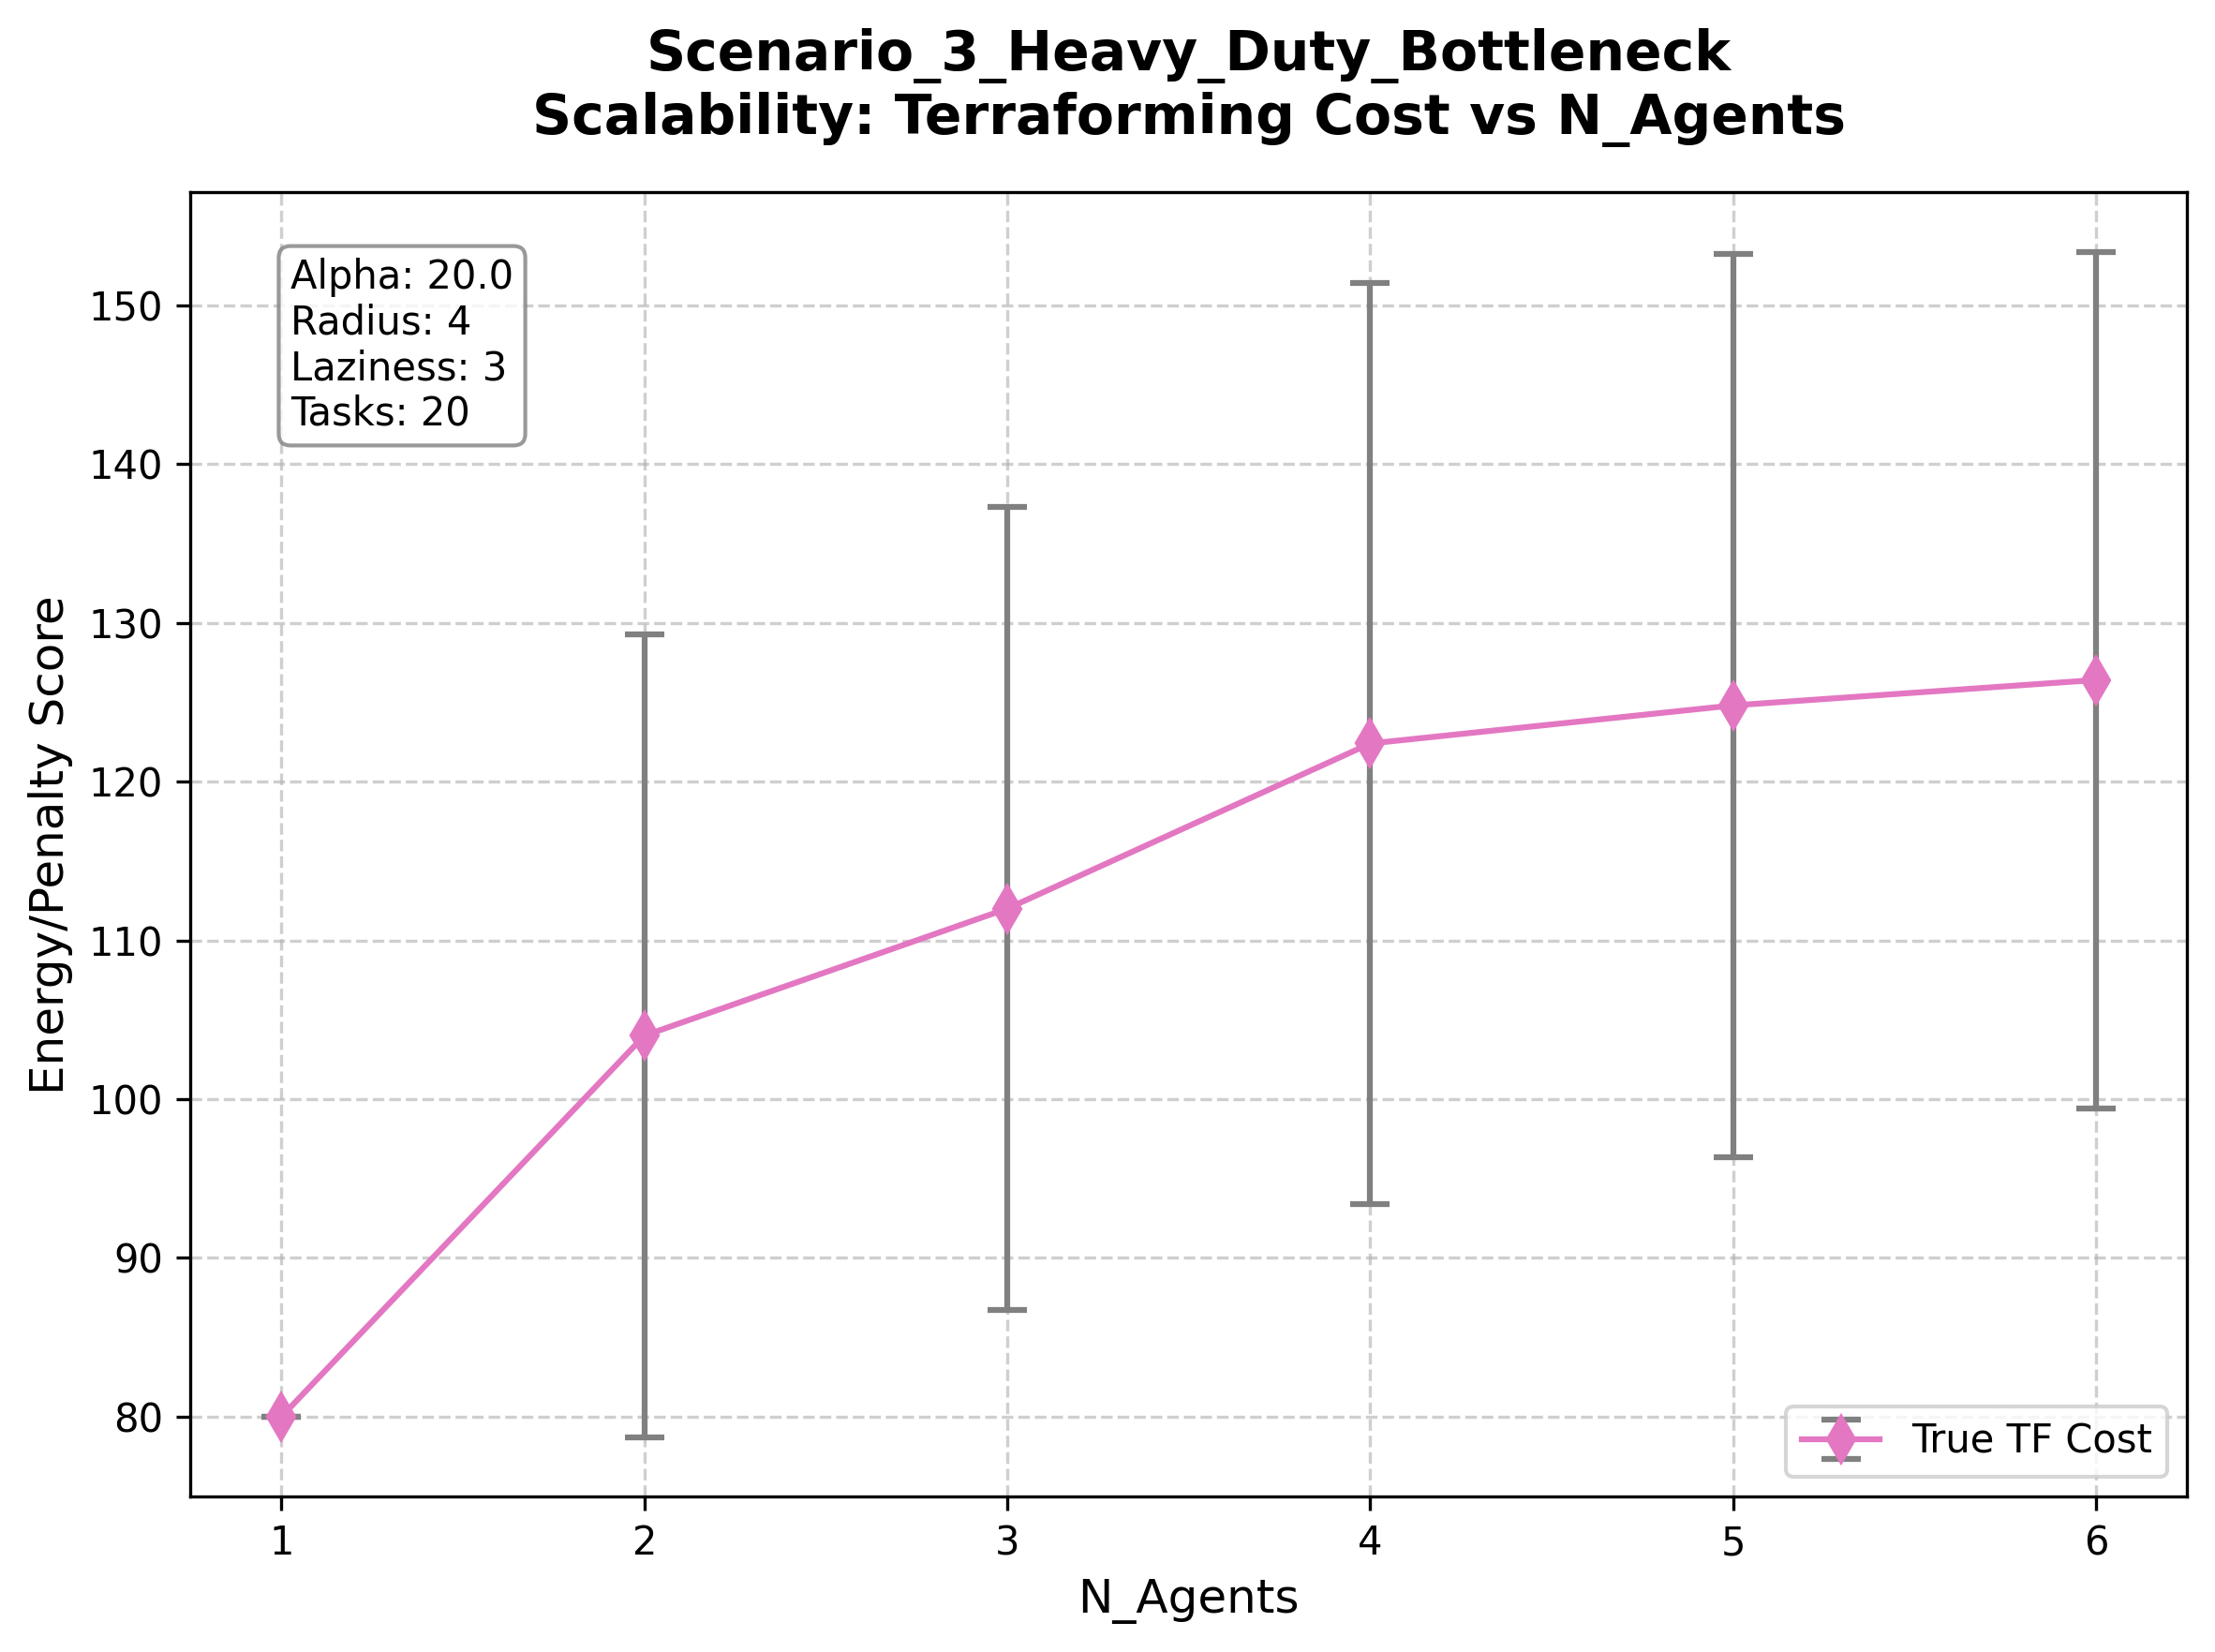 Scenario_3_Heavy_Duty_Bottleneck
Scalability: Terraforming Cost vs N_Agents
Alpha: 20.0
Radius: 4
Laziness: 3
Tasks: 20
150
140
130
120
110
100
90
80
Energy/Penalty Score
True TF Cost
1 2 3 4 5 6
N_Agents